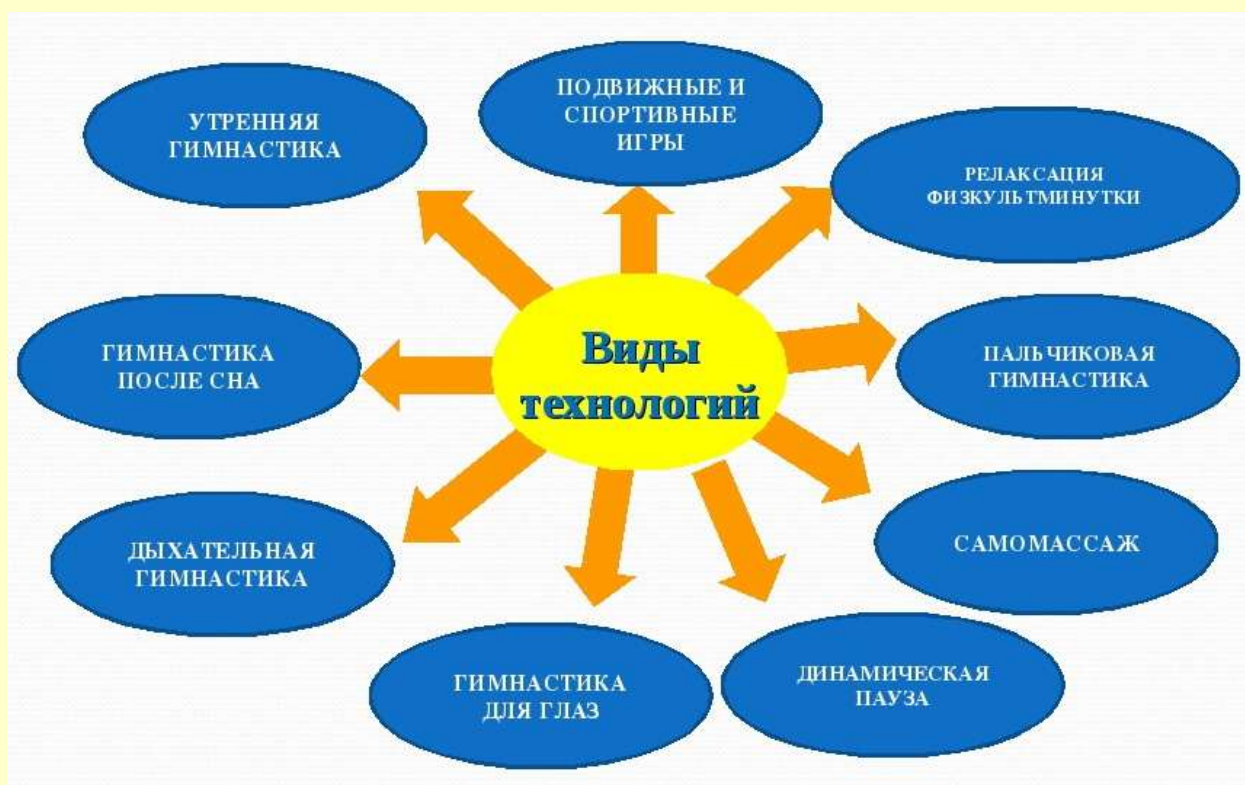 ПОДВИЖНЫЕ И
СПОРТИВНЫЕ
ИГРЫ
УТРЕННЯЯ
ГИМНАСТИКА
РЕЛАКСАЦИЯ
ФИЗКУЛЬТМИНУТКИ
ГИМНАСТИКА
ПОСЛЕ СНА
Виды
технологий
ПАЛЬЧИКОВАЯ
ГИМНАСТИКА
ДЫХАТЕЛЬНАЯ
ГИМНАСТИКА
САМОМАССАЖ
ГИМНАСТИКА
ДЛЯ ГЛАЗ
ДИНАМИЧЕСКАЯ
ПАУЗА